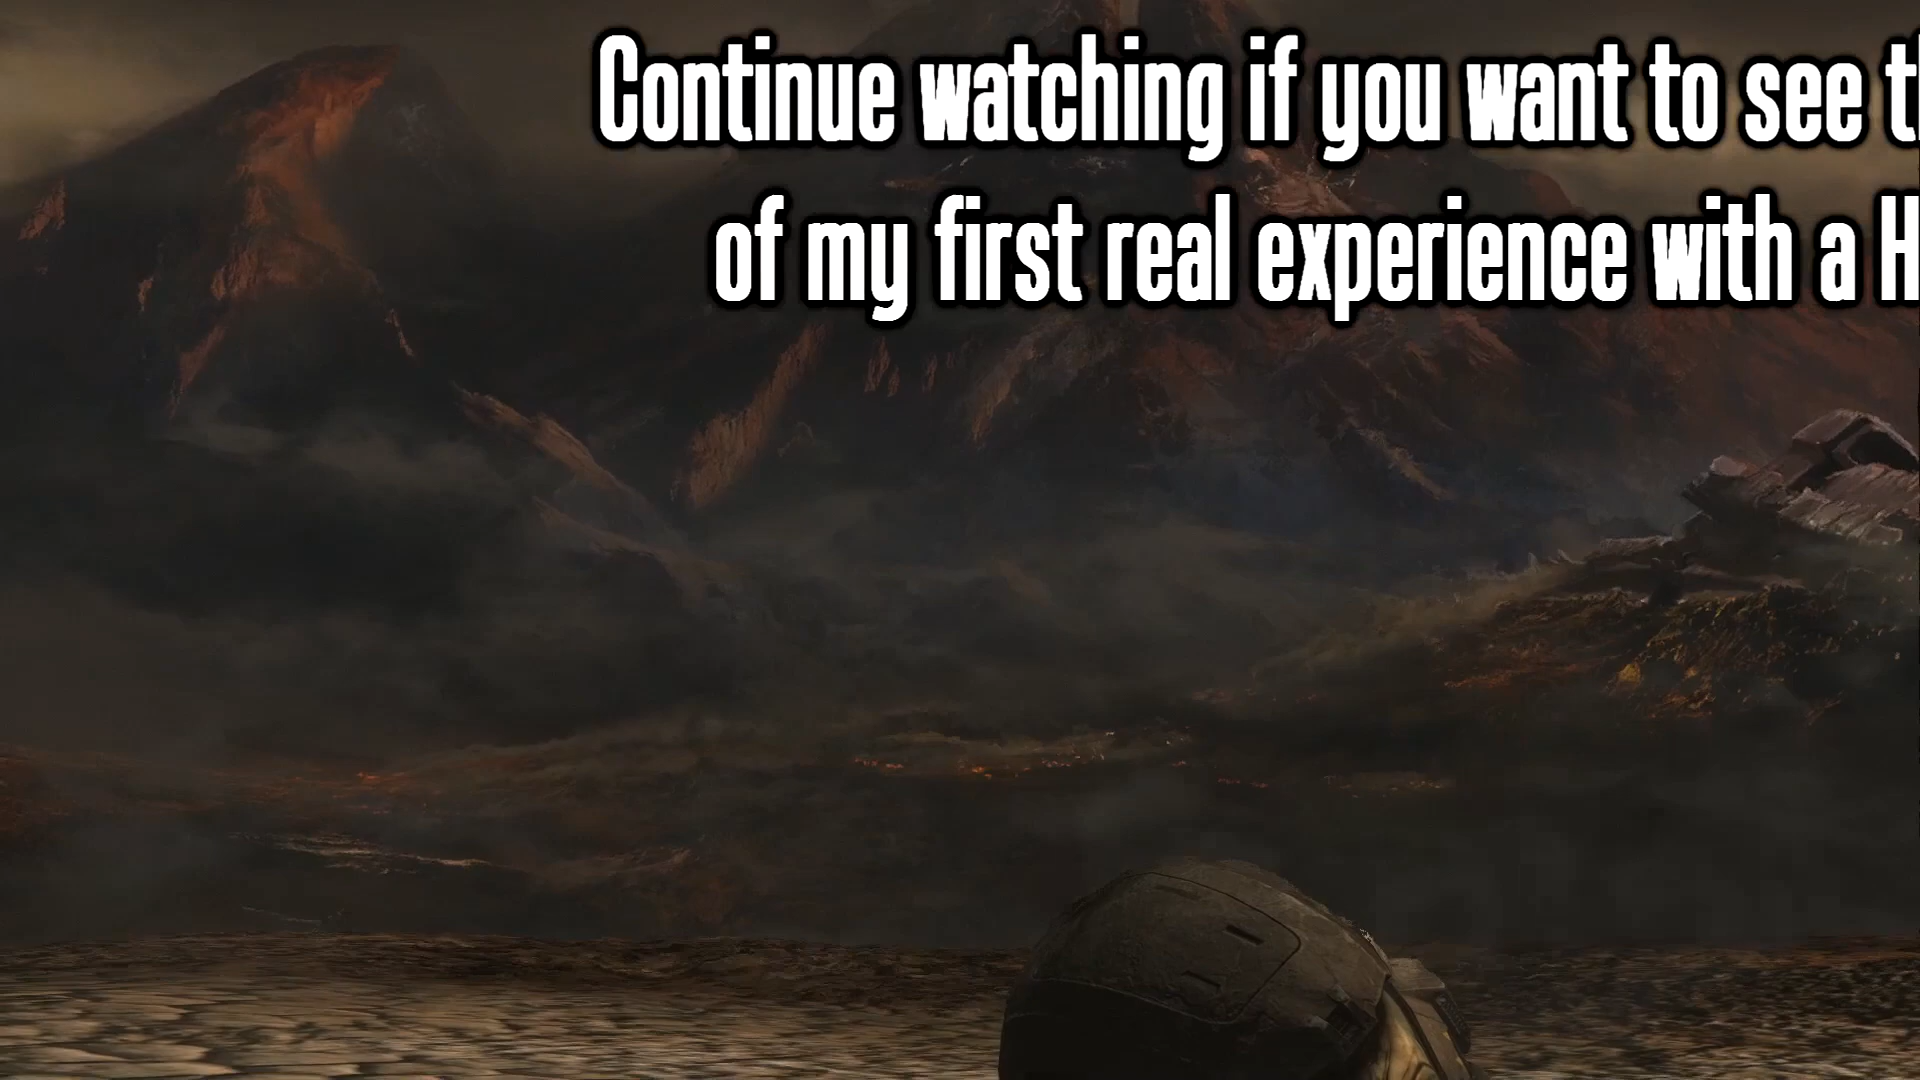 Continue watching if you want to see
of my first real experience with a